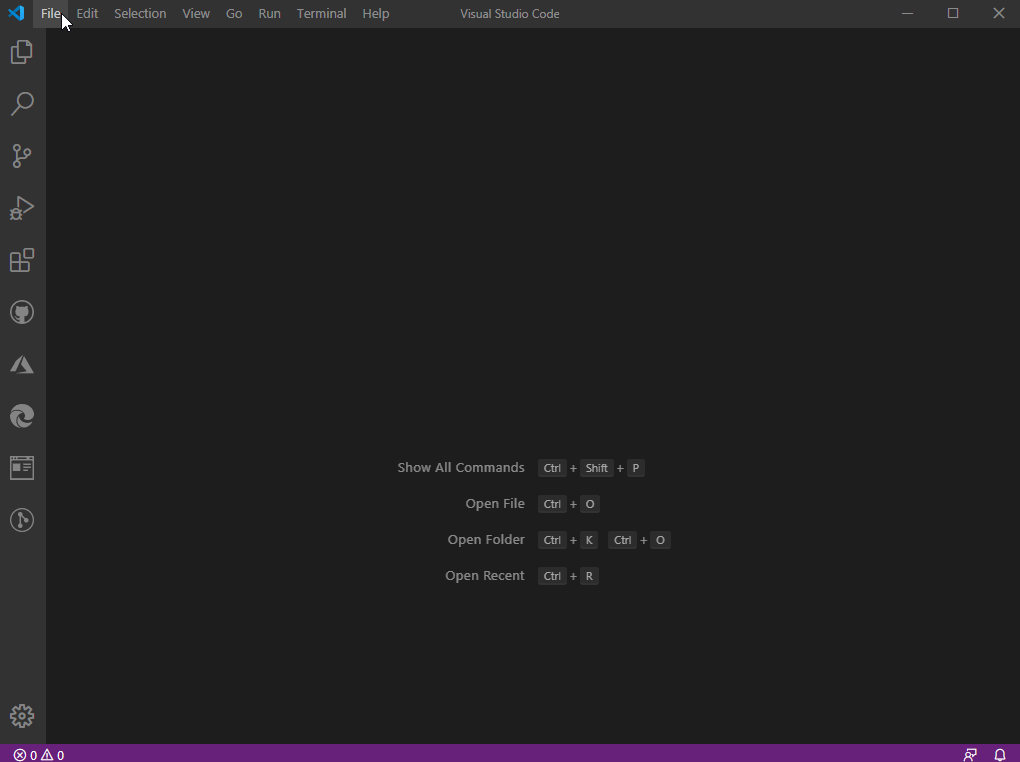 File Edit Selection View Go Run Terminal Help Visual Studio Code
Show All Commands Ctrl + Shift + P
Open File Ctrl + O
Open Folder Ctrl + K Ctrl + O
Open Recent Ctrl + R
0 0